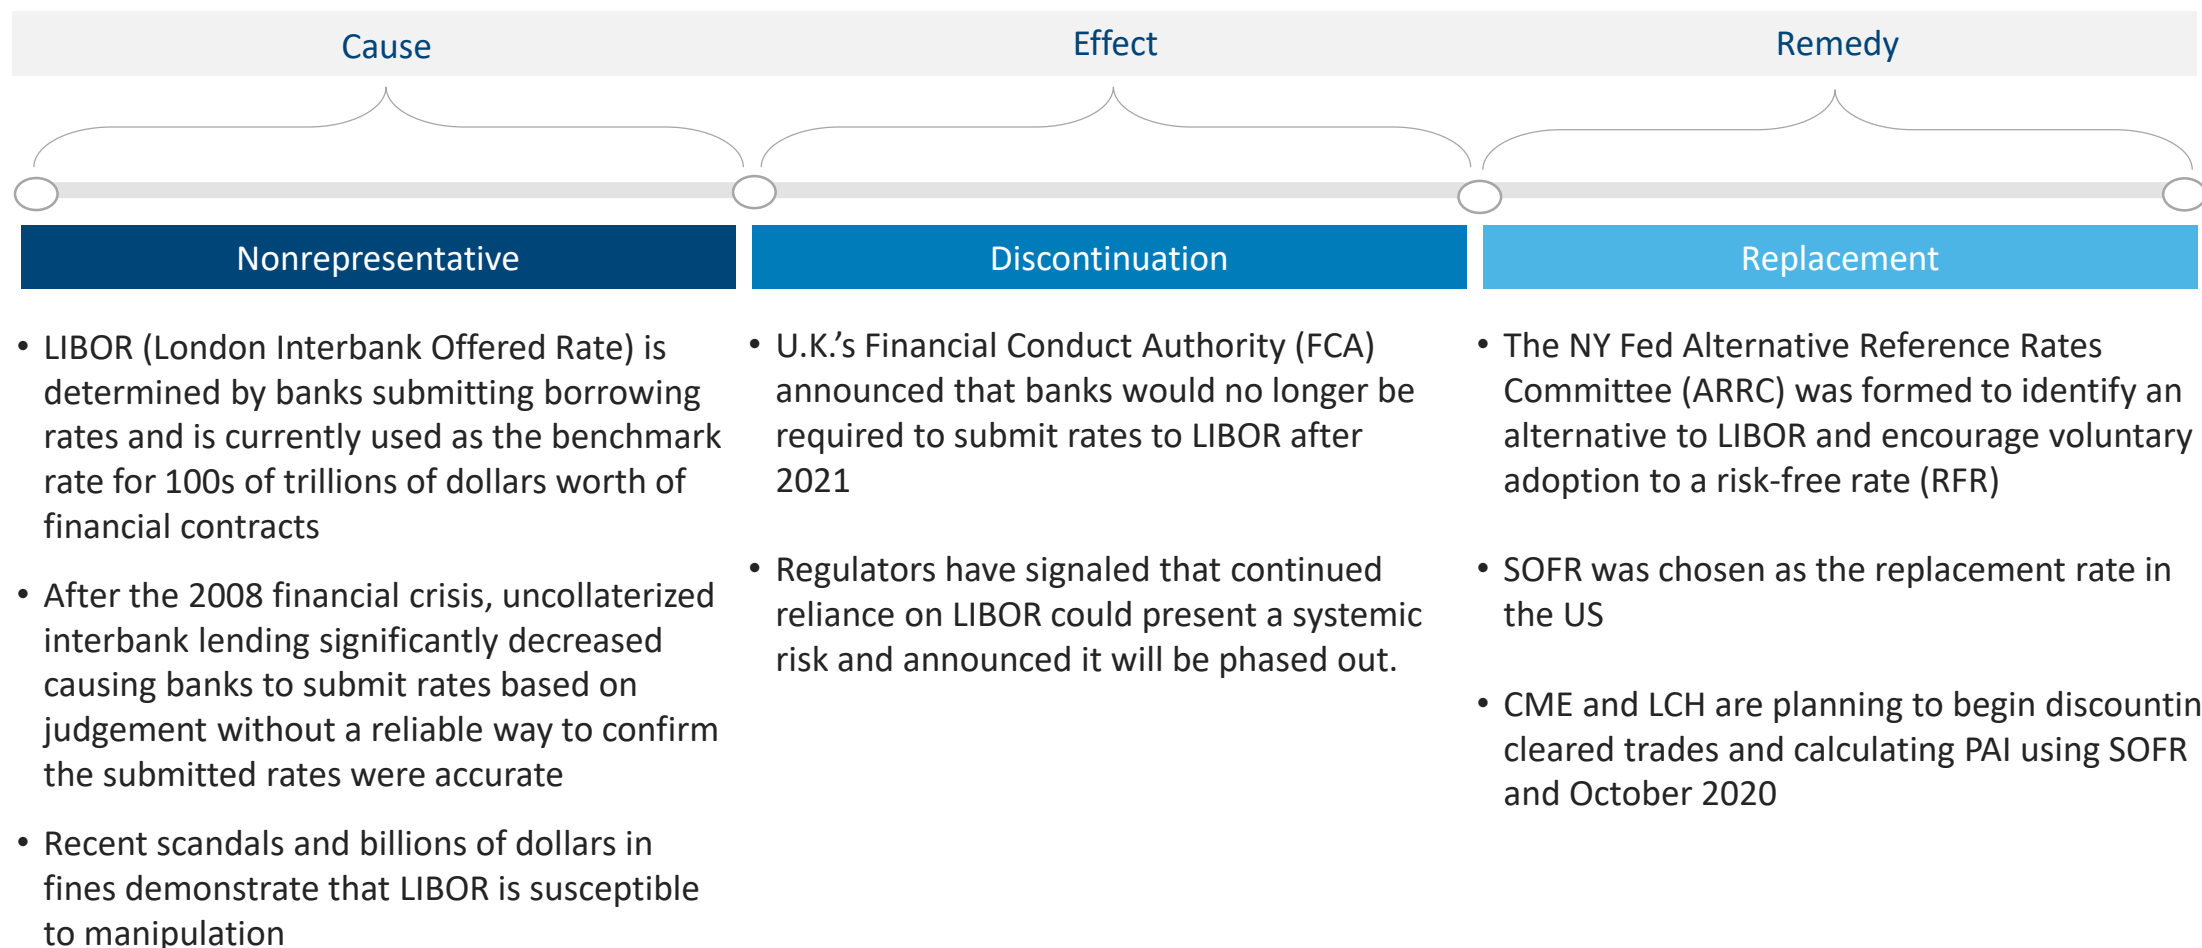 Cause
Effect
Remedy
Nonrepresentative
• LIBOR (London Interbank Offered Rate) is
determined by banks submitting borrowing
rates and is currently used as the benchmark
rate for 100s of trillions of dollars worth of
financial contracts
• After the 2008 financial crisis, uncollaterized
interbank lending significantly decreased
causing banks to submit rates based on
judgement without a reliable way to confirm
the submitted rates were accurate
• Recent scandals and billions of dollars in
fines demonstrate that LIBOR is susceptible
to manipulation
Discontinuation
• U.K.'s Financial Conduct Authority (FCA)
announced that banks would no longer be
required to submit rates to LIBOR after
2021
• Regulators have signaled that continued
reliance on LIBOR could present a systemic
risk and announced it will be phased out.
Replacement
• The NY Fed Alternative Reference Rates
Committee (ARRC) was formed to identify an
alternative to LIBOR and encourage voluntary
adoption to a risk-free rate (RFR)
• SOFR was chosen as the replacement rate in
the US
• CME and LCH are planning to begin discountin
cleared trades and calculating PAI using SOFR
and October 2020